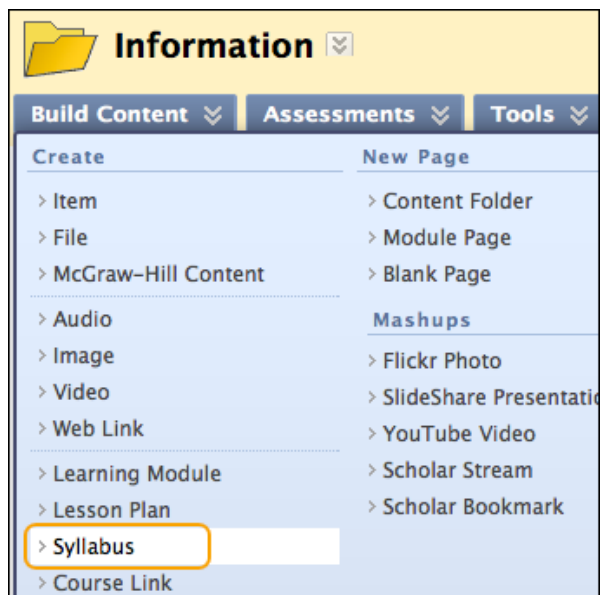 Information
Build Content
Assessments
Tools
Create
Item
File
McGraw-Hill Content
Audio
Image
Video
Web Link
Learning Module
Lesson Plan
Syllabus
Course Link
New Page
Content Folder
Module Page
Blank Page
Mashups
Flickr Photo
SlideShare Presentatio
YouTube Video
Scholar Stream
Scholar Bookmark